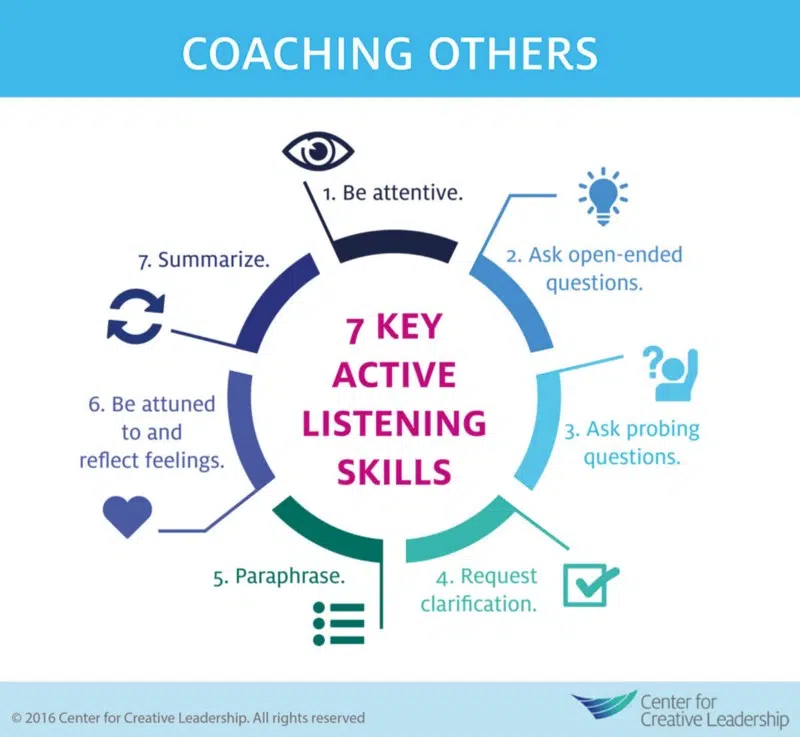 COACHING OTHERS
1. Be attentive.
2. Ask open-ended
questions.
3. Ask probing
questions.
4. Request
clarification.
5. Paraphrase.
6. Be attuned
to and
reflect feelings.
7. Summarize.
7 KEY
ACTIVE
LISTENING
SKILLS
© 2016 Center for Creative Leadership. All rights reserved
Center for
Creative Leadership